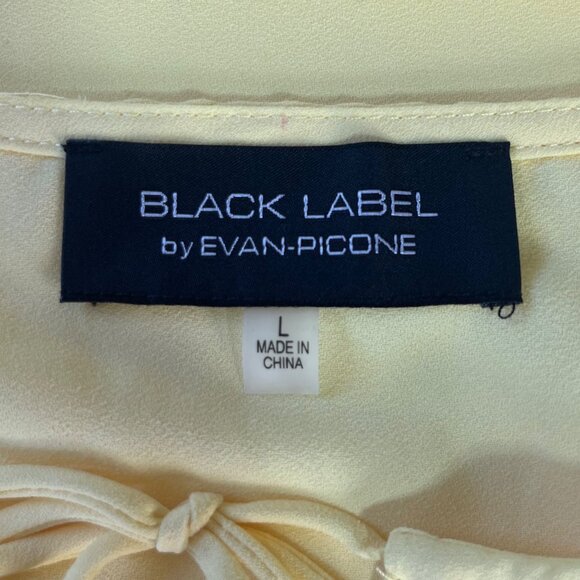 BLACK LABEL
by EVAN-PICONE
L
MADE IN
CHINA